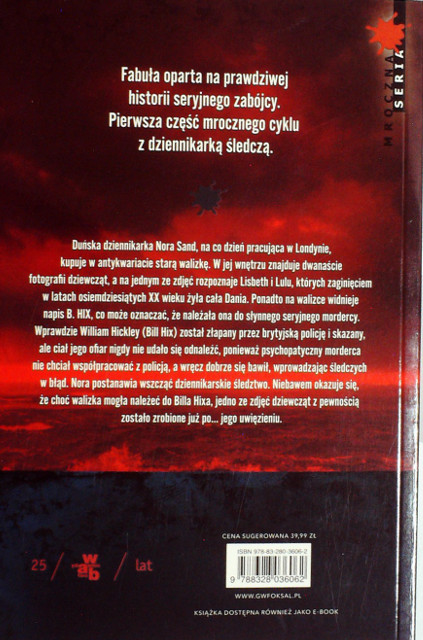 MROCZNA
SERIA
Fabuła oparta na prawdziwej
historii seryjnego zabójcy.
Pierwsza część mrocznego cyklu
z dziennikarką śledczą.
Duńska dziennikarka Nora Sand, na co dzień pracująca w Londynie,
kupuje w antykwariacie starą walizkę. W jej wnętrzu znajduje dwanaście
fotografii dziewcząt, a na jednym ze zdjęć rozpoznaje Lisbeth i Lulu, których zaginięciem
w latach osiemdziesiątych XX wieku żyła cała Dania. Ponadto na walizce widnieje
napis B. HIX, co może oznaczać, że należała ona do słynnego seryjnego mordercy.
Wprawdzie William Hickley (Bill Hix) został złapany przez brytyjską policję i skazany,
ale ciał jego ofiar nigdy nie udało się odnaleźć, ponieważ psychopatyczny morderca
nie chciał współpracować z policją, a wręcz dobrze się bawił, wprowadzając śledczych
w błąd. Nora postanawia wszcząć dziennikarskie śledztwo. Niebawem okazuje się,
że choć walizka mogła należeć do Billa Hixa, jedno ze zdjęć dziewcząt z pewnością
zostało zrobione już po... jego uwięzieniu.
CENA SUGEROWANA 39,99 ZŁ
ISBN 978-83-280-3606-2
9 788328 036062
WWW.GWFOKSAL.PL
KSIĄŻKA DOSTĘPNA RÓWNIEŻ JAKO E-BOOK
25 / w ab / lat